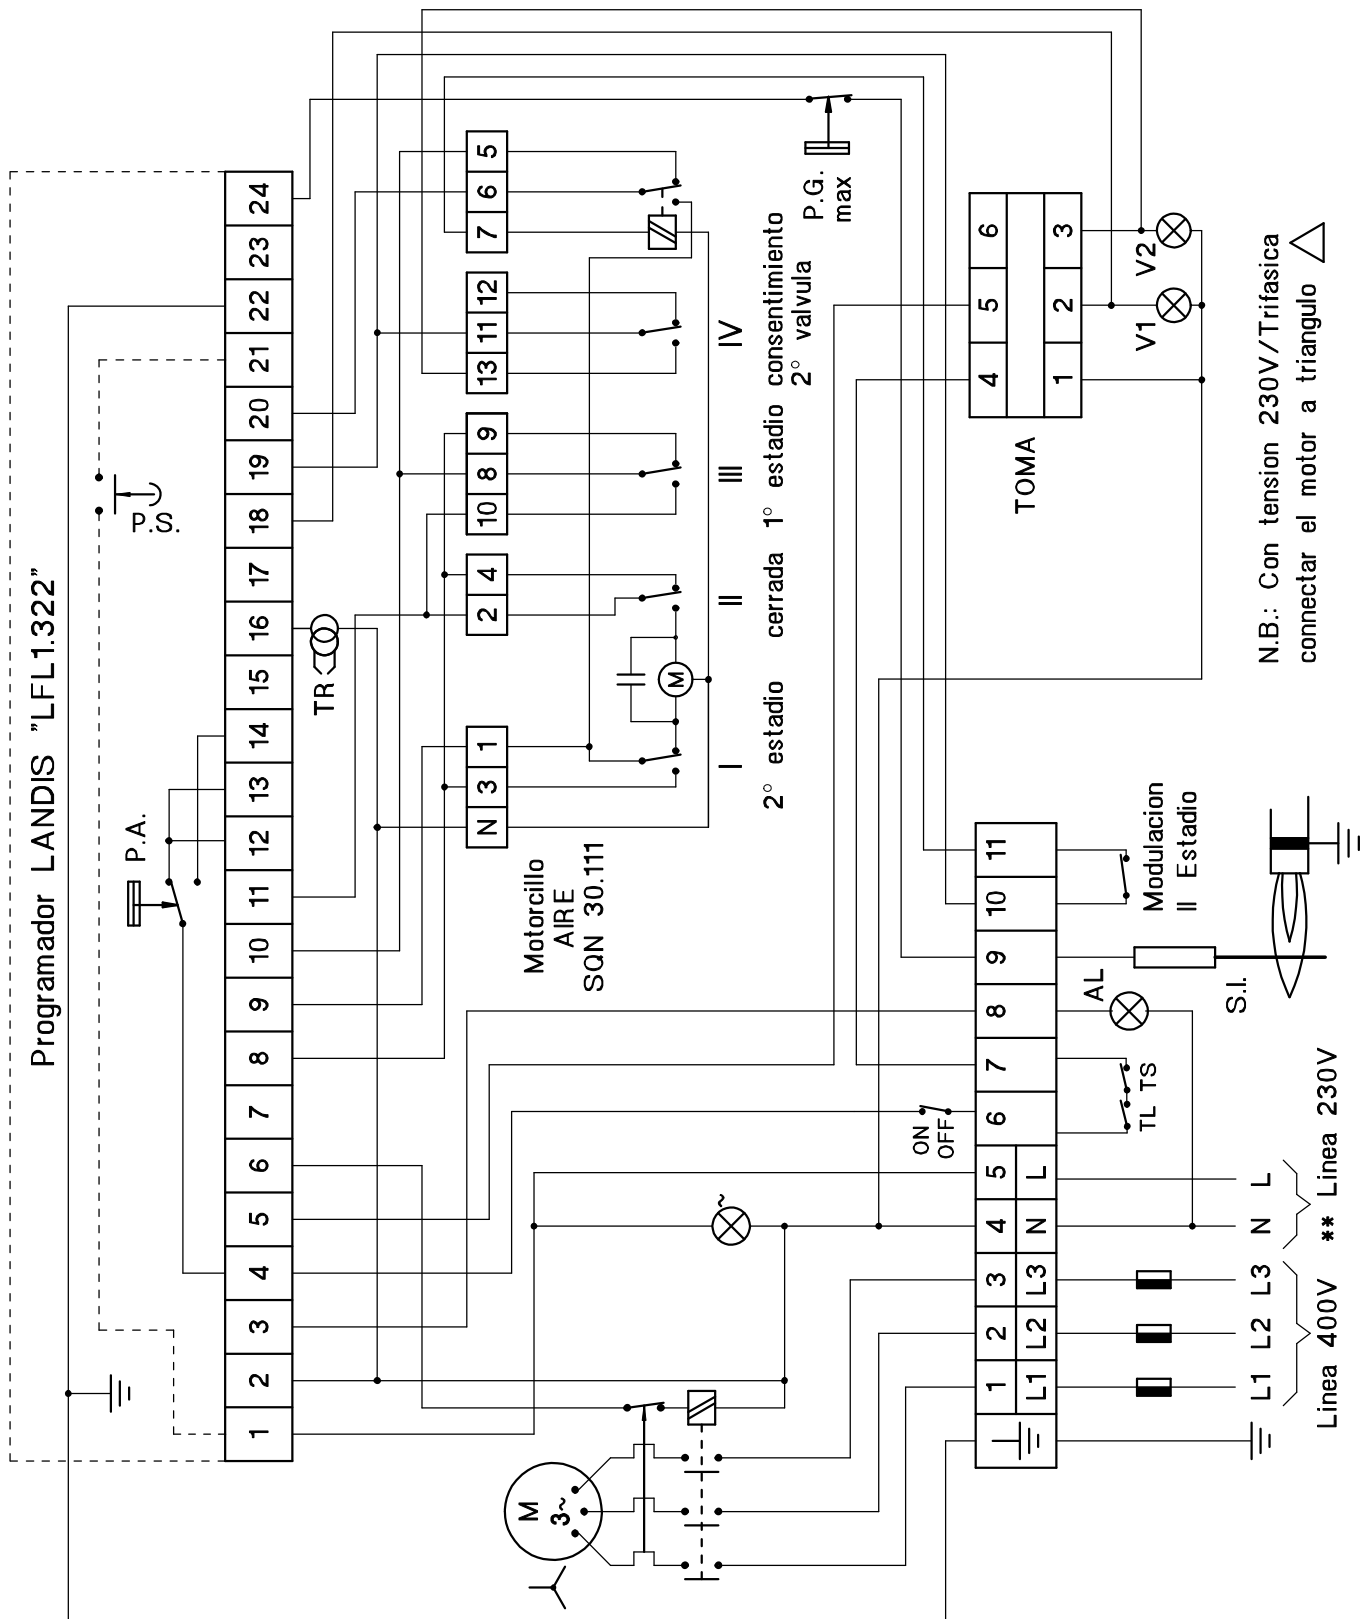 Programador LANDIS "LFL1.322"
1 2 3 4 5 6 7 8 9 10 11 12 13 14 15 16 17 18 19 20 21 22 23 24
P.A.
P.S.
TR
N 3 1
2 4
10 8 9
13 11 12
7 6 5
Motorcillo
AIRE
SQN 30.111
M
I II III IV
2° estadio cerrada 1° estadio consentimiento
2° valvula
P.G.
max
M
3~
~
ON
OFF
TOMA
4 5 6
1 2 3
V1 V2
1 2 3 4 5 6 7 8 9 10 11
L1 L2 L3 N L
TL TS
AL
S.I.
Modulacion
II Estadio
L1 L2 L3 N L
Linea 400V ** Linea 230V
N.B.: Con tension 230V/Trifasica
connectar el motor a triangulo